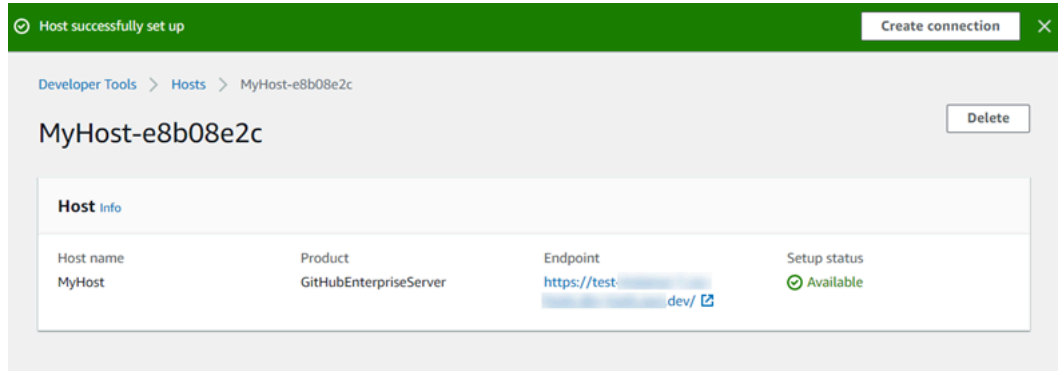 Host successfully set up
Create connection
Developer Tools > Hosts > MyHost-e8b08e2c
MyHost-e8b08e2c
Delete
Host Info
Host name
Product
Endpoint
Setup status
MyHost
GitHubEnterpriseServer
https://test-
Available
dev/